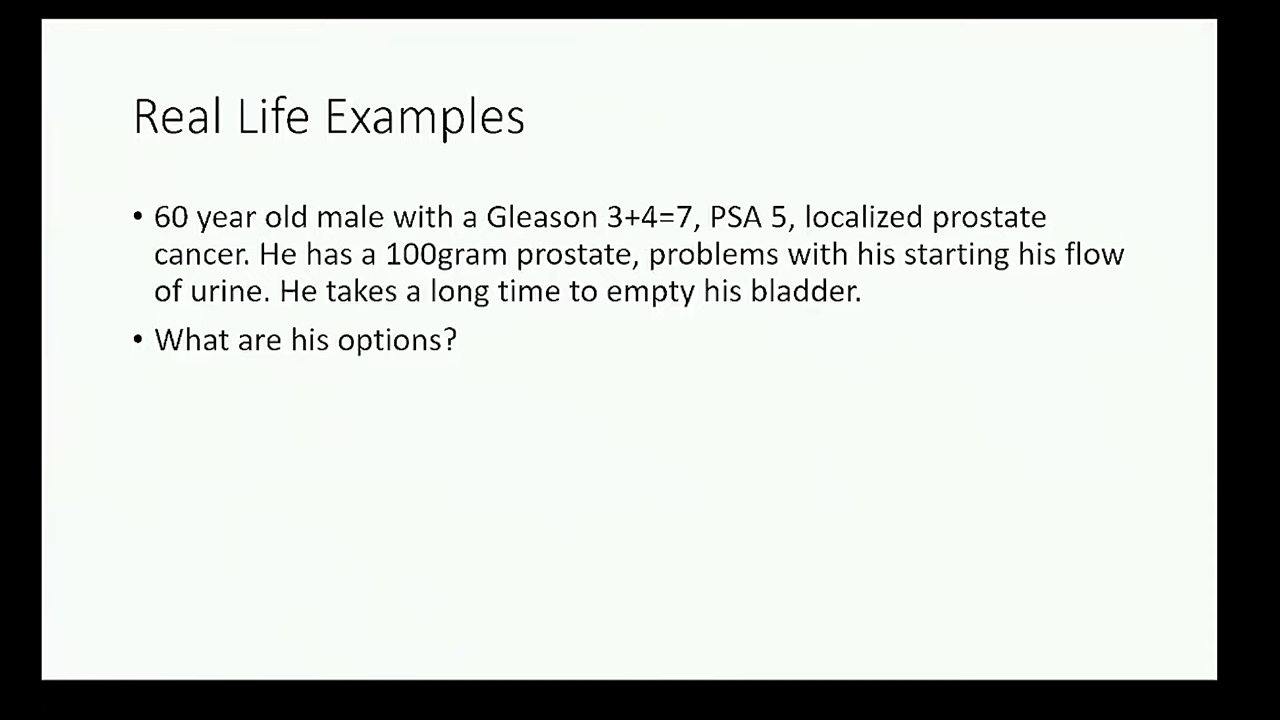 Real Life Examples
• 60 year old male with a Gleason 3+4=7, PSA 5, localized prostate
cancer. He has a 100gram prostate, problems with his starting his flow
of urine. He takes a long time to empty his bladder.
• What are his options?